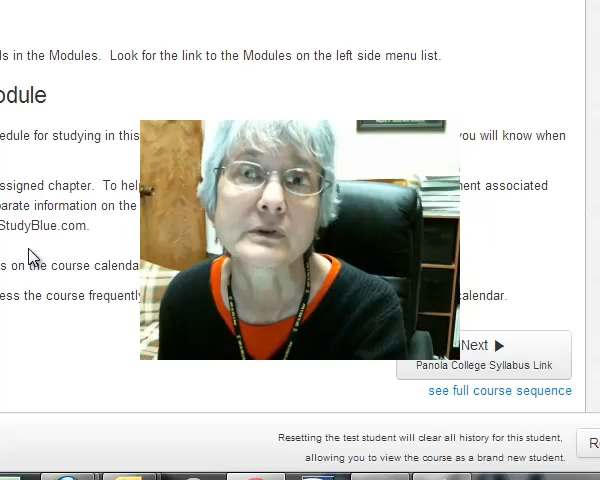 ls in the Modules.  Look for the link to the Modules on the left side menu list.
odule
edule for studying in this you will know when
ssigned chapter.  To hel ent associated
parate information on the
StudyBlue.com.
s on the course calenda
ess the course frequently calendar.
Next
Panola College Syllabus Link
see full course sequence
Resetting the test student will clear all history for this student,
allowing you to view the course as a brand new student.
Re